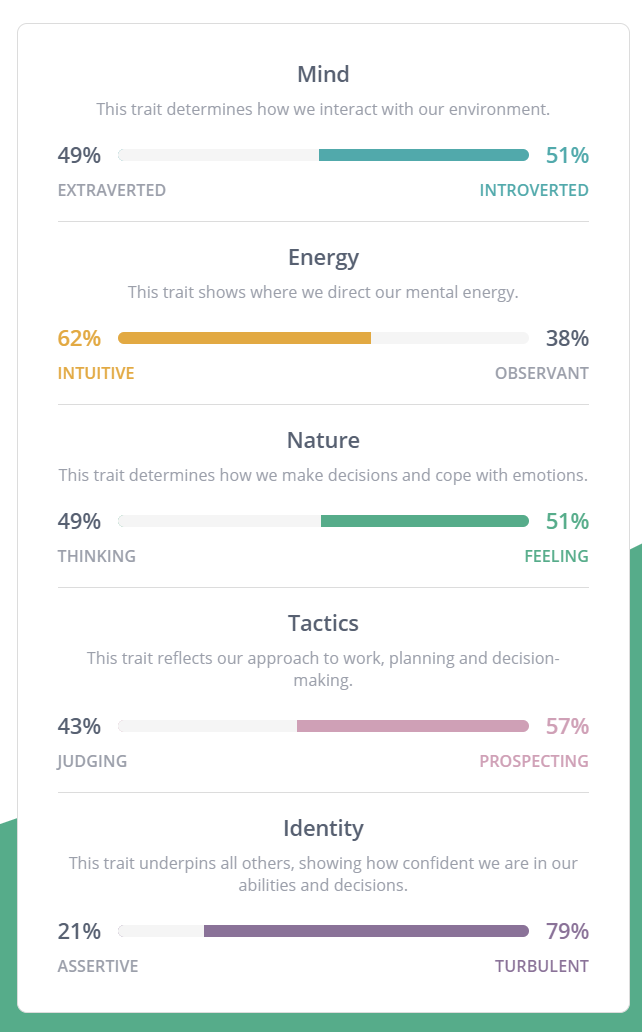 Mind
This trait determines how we interact with our environment.
49% 51%
EXTRAVERTED INTROVERTED
Energy
This trait shows where we direct our mental energy.
62% 38%
INTUITIVE OBSERVANT
Nature
This trait determines how we make decisions and cope with emotions.
49% 51%
THINKING FEELING
Tactics
This trait reflects our approach to work, planning and decision-
making.
43% 57%
JUDGING PROSPECTING
Identity
This trait underpins all others, showing how confident we are in our
abilities and decisions.
21% 79%
ASSERTIVE TURBULENT